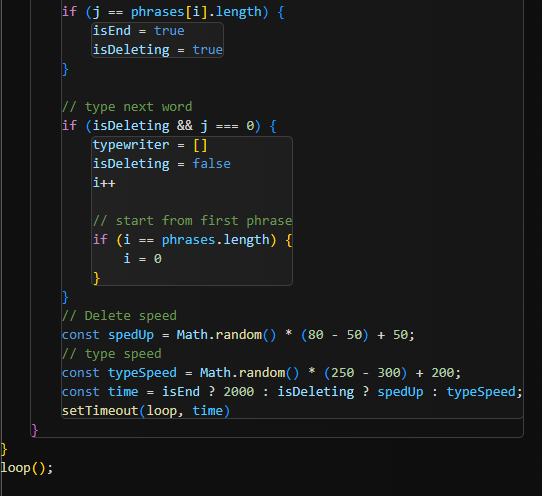 if (j == phrases[i].length) {
isEnd = true
isDeleting = true
}
// type next word
if (isDeleting && j === 0) {
typewriter = []
isDeleting = false
i++
// start from first phrase
if (i == phrases.length) {
i = 0
}
}
// Delete speed
const spedUp = Math.random() * (80 - 50) + 50;
// type speed
const typeSpeed = Math.random() * (250 - 300) + 200;
const time = isEnd ? 2000 : isDeleting ? spedUp : typeSpeed;
setTimeout(loop, time)
}
}
loop();